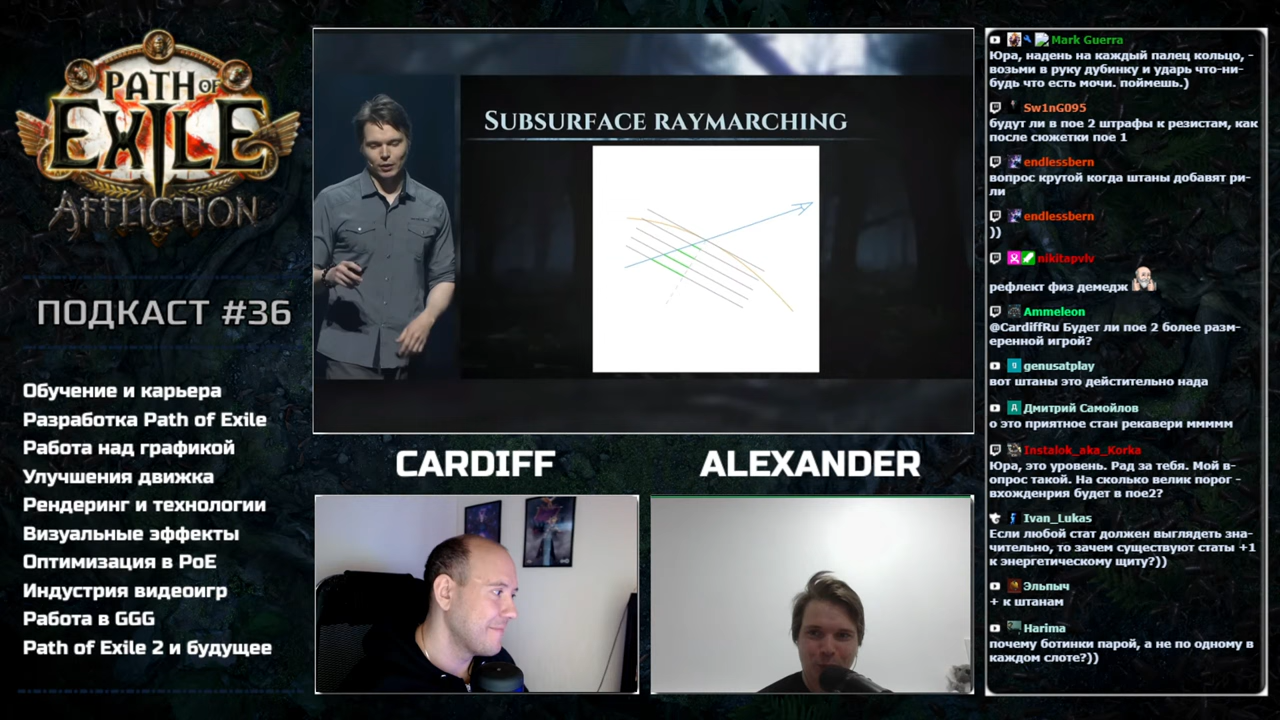 PATH OF
EXILE
AFFLICTION
ПОДКАСТ #36
Обучение и карьера
Разработка Path of Exile
Работа над графикой
Улучшения движка
Рендеринг и технологии
Визуальные эффекты
Оптимизация в PoE
Индустрия видеоигр
Работа в GGG
Path of Exile 2 и будущее
SUBSURFACE RAYMARCHING
CARDIFF
ALEXANDER
Mark Guerra
Юра, надень на каждый палец кольцо, -
возьми в руку дубинку и ударь что-ни-
будь что есть мочи. поймешь.)
Sw1nG095
будут ли в пое 2 штрафы к резистам, как
после сюжетки пое 1
endlessbern
вопрос крутой когда штаны добавят ри-
ли
endlessbern
))
nikitapvlv
рефлект физ демедж
Ammeleon
@CardiffRu Будет ли пое 2 более разм-
еренной игрой?
genusatplay
вот штаны это дейстительно нада
Дмитрий Самойлов
о это приятное стан рекавери ммммм
Instalok_aka_Korka
Юра, это уровень. Рад за тебя. Мой в-
опрос такой. На сколько велик порог -
вхожденрия будет в пое2?
Ivan_Lukas
Если любой стат должен выглядеть зна-
чительно, то зачем существуют статы +1
к энергетическому щиту?))
Эльпыч
+ к штанам
Harima
почему ботинки парой, а не по одному в
каждом слоте?))